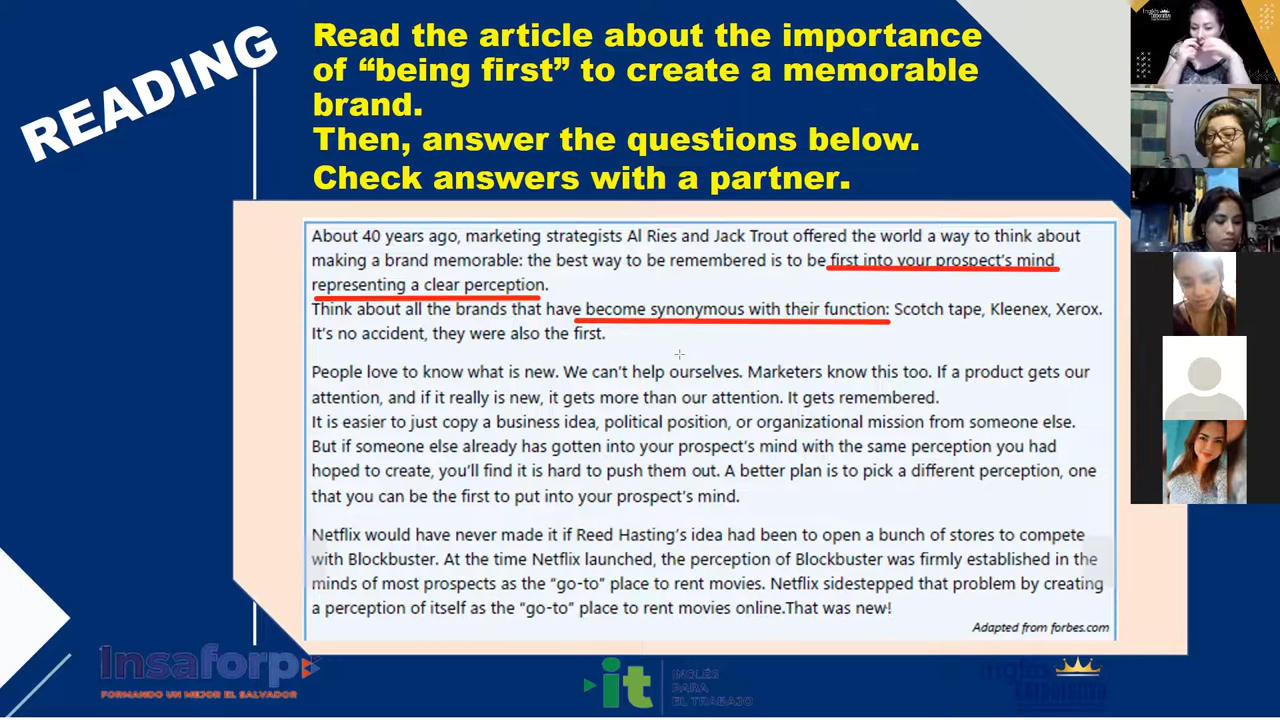 READING
Read the article about the importance
of “being first” to create a memorable
brand.
Then, answer the questions below.
Check answers with a partner.
About 40 years ago, marketing strategists Al Ries and Jack Trout offered the world a way to think about
making a brand memorable: the best way to be remembered is to be first into your prospect’s mind
representing a clear perception.
Think about all the brands that have become synonymous with their function: Scotch tape, Kleenex, Xerox.
It’s no accident, they were also the first.
People love to know what is new. We can’t help ourselves. Marketers know this too. If a product gets our
attention, and if it really is new, it gets more than our attention. It gets remembered.
It is easier to just copy a business idea, political position, or organizational mission from someone else.
But if someone else already has gotten into your prospect’s mind with the same perception you had
hoped to create, you’ll find it is hard to push them out. A better plan is to pick a different perception, one
that you can be the first to put into your prospect’s mind.
Netflix would have never made it if Reed Hasting’s idea had been to open a bunch of stores to compete
with Blockbuster. At the time Netflix launched, the perception of Blockbuster was firmly established in the
minds of most prospects as the “go-to” place to rent movies. Netflix sidestepped that problem by creating
a perception of itself as the “go-to” place to rent movies online.That was new!
Adapted from forbes.com
Insaforp
FORMANDO UN MEJOR EL SALVADOR
it
INGLÉS
PARA
EL TRABAJO